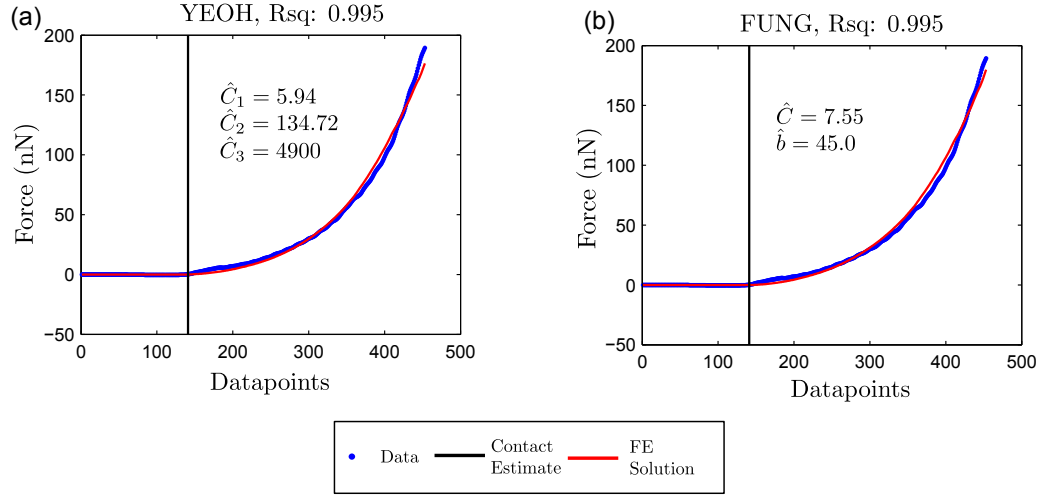 (a)
YEOH, Rsq: 0.995
200
150
100
50
0
−50
Force (nN)
Ĉ₁ = 5.94
Ĉ₂ = 134.72
Ĉ₃ = 4900
0 100 200 300 400 500
Datapoints
(b)
FUNG, Rsq: 0.995
200
150
100
50
0
−50
Force (nN)
Ĉ = 7.55
b̂ = 45.0
0 100 200 300 400 500
Datapoints
Data
Contact
Estimate
FE
Solution